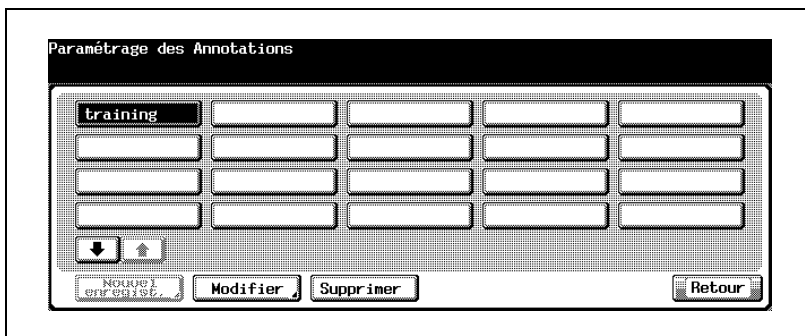 Paramétrage des Annotations
training
Nouvel
enregist.
Modifier
Supprimer
Retour